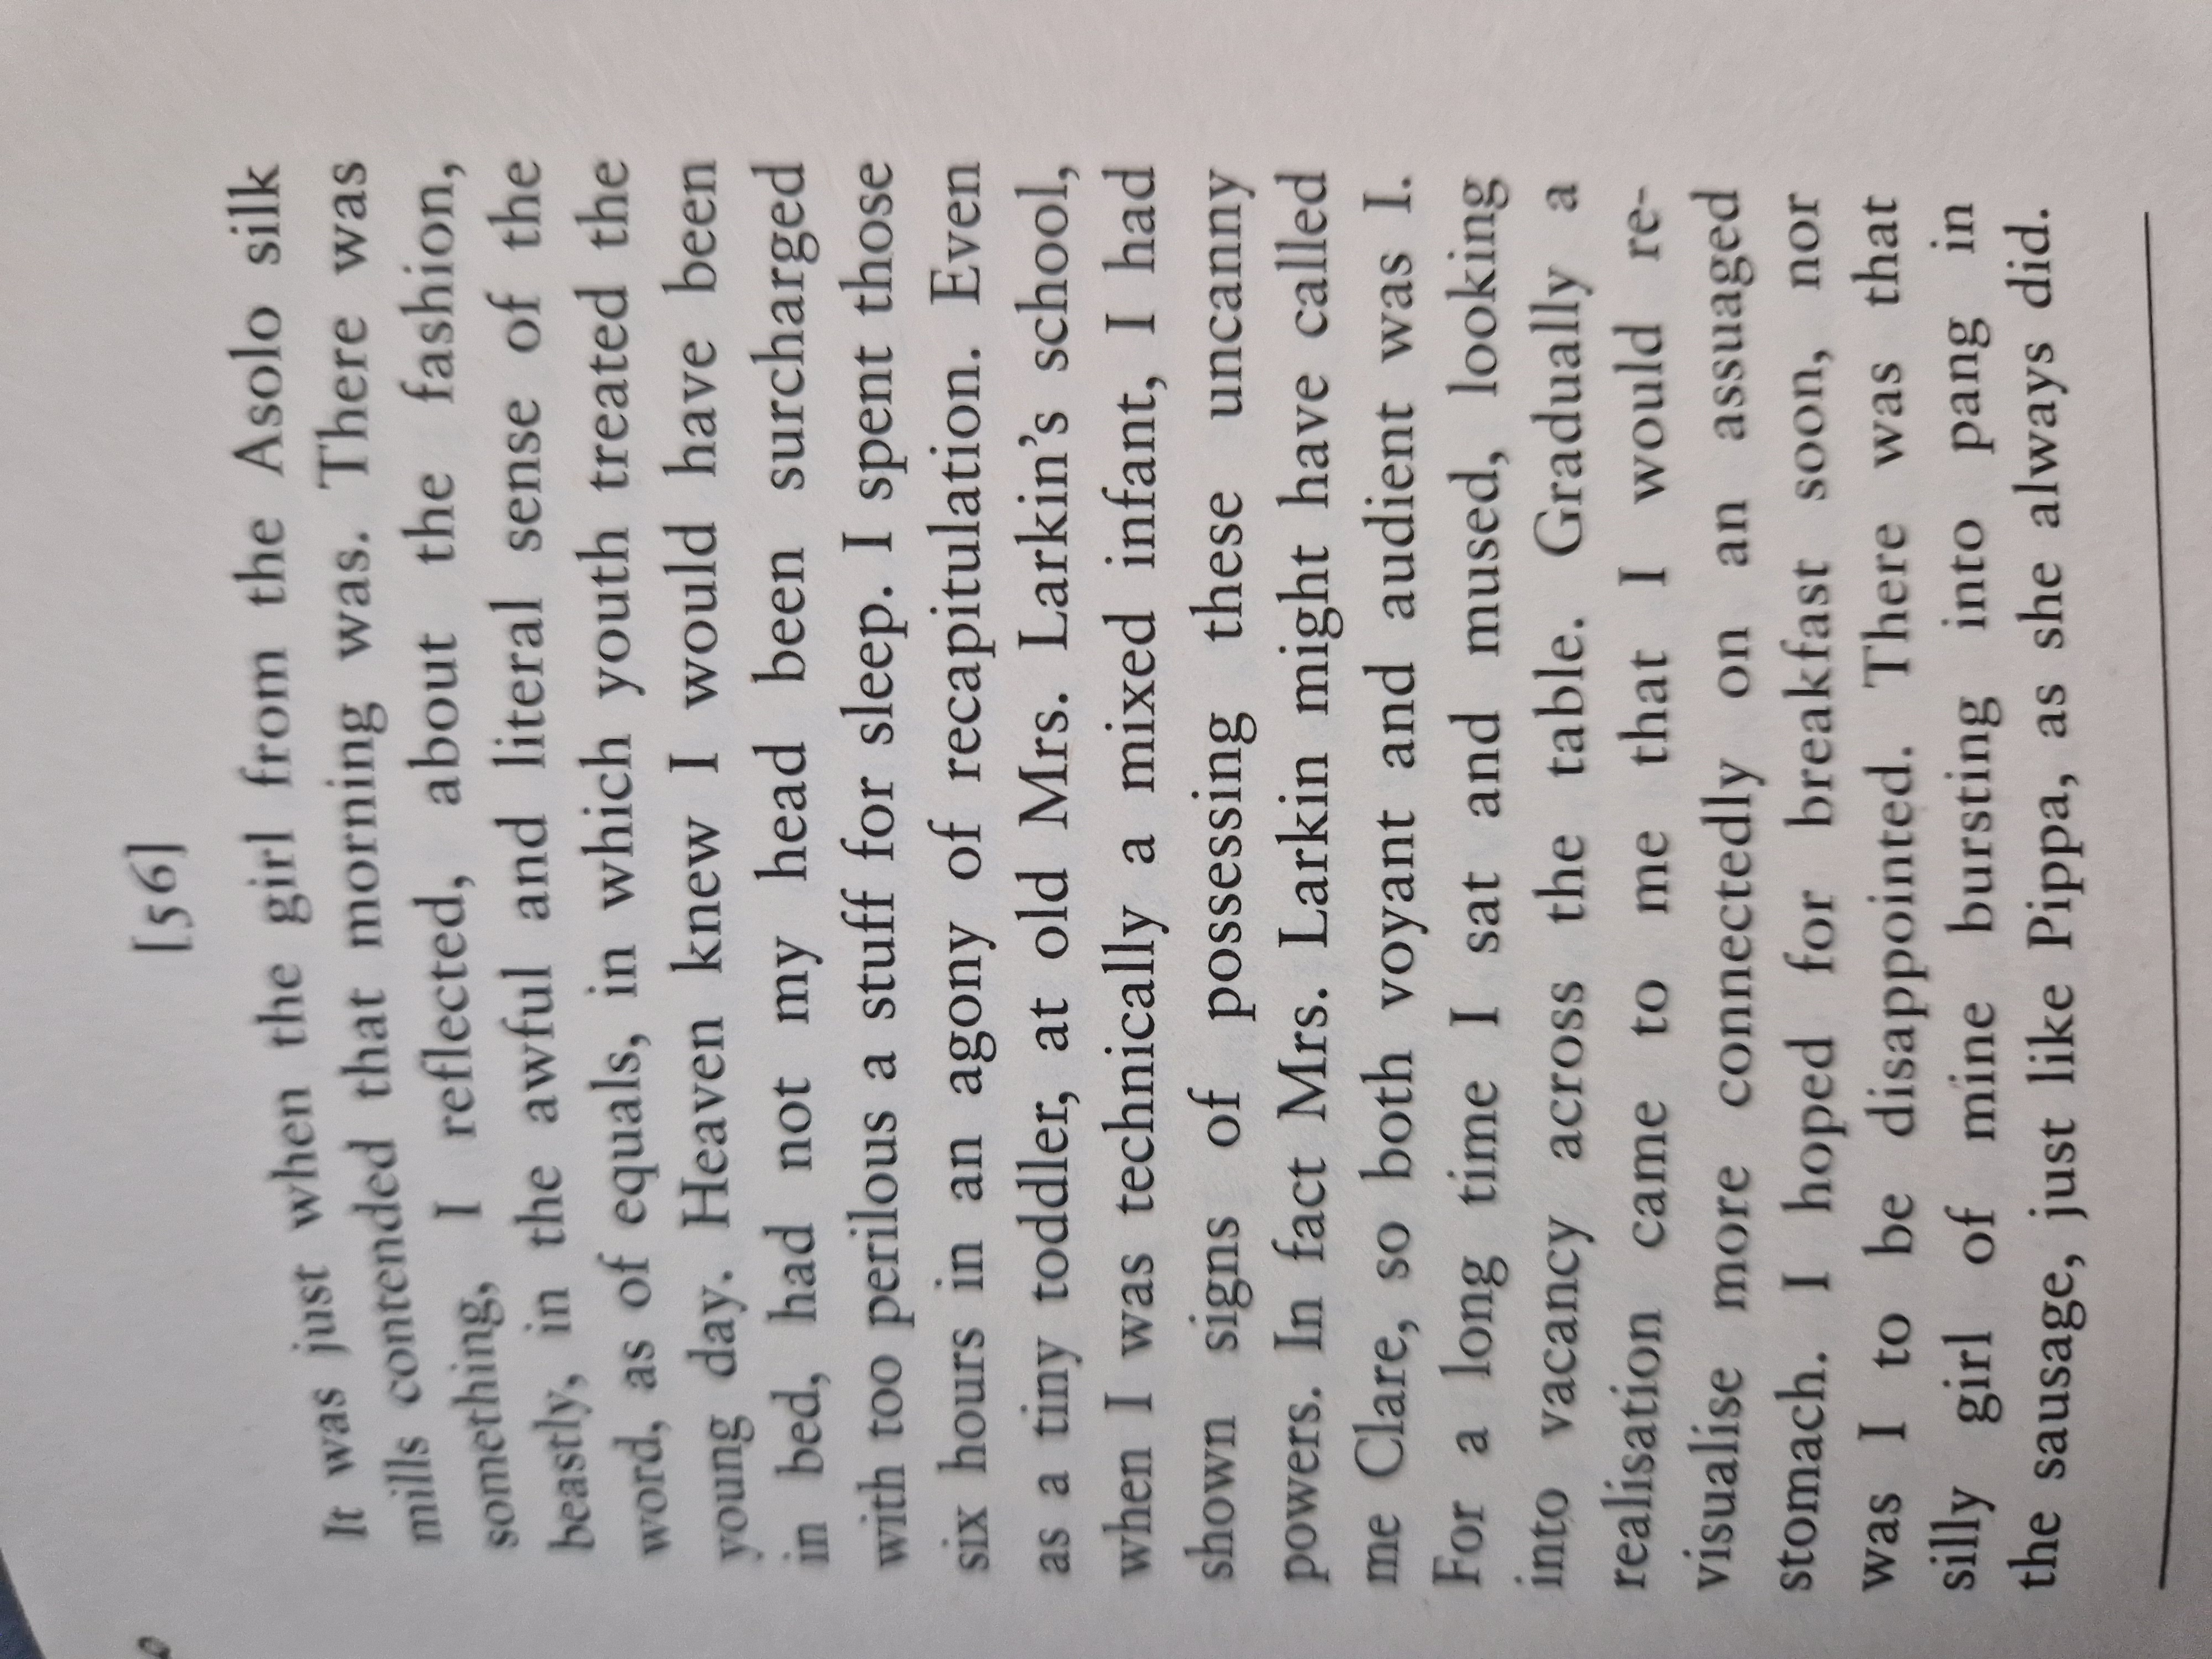 [56]
It was just when the girl from the Asolo silk
mills contended that morning was. There was
something, I reflected, about the fashion,
beastly, in the awful and literal sense of the
word, as of equals, in which youth treated the
young day. Heaven knew I would have been
in bed, had not my head been surcharged
with too perilous a stuff for sleep. I spent those
six hours in an agony of recapitulation. Even
as a tiny toddler, at old Mrs. Larkin’s school,
when I was technically a mixed infant, I had
shown signs of possessing these uncanny
powers. In fact Mrs. Larkin might have called
me Clare, so both voyant and audient was I.
For a long time I sat and mused, looking
into vacancy across the table. Gradually a
realisation came to me that I would re-
visualise more connectedly on an assuaged
stomach. I hoped for breakfast soon, nor
was I to be disappointed. There was that
silly girl of mine bursting into pang in
the sausage, just like Pippa, as she always did.